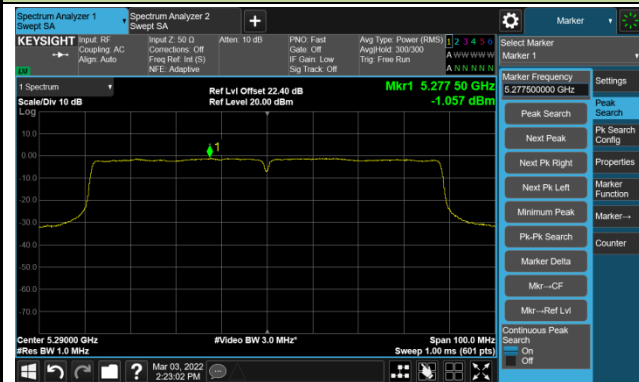 Spectrum Analyzer 1
Swept SA
Spectrum Analyzer 2
Swept SA
+
Marker
KEYSIGHT
Input: RF
Coupling: AC
Align: Auto
Input Z: 50 Ω
Corrections: Off
Freq Ref: Int (S)
NFE: Adaptive
Atten: 10 dB
PNO: Fast
Gate: Off
IF Gain: Low
Sig Track: Off
Avg Type: Power (RMS)
Avg|Hold: 300/300
Trig: Free Run
1 2 3 4 5 6
A W W W W W
A N N N N N
LXI
Select Marker
Marker 1
1 Spectrum
Scale/Div 10 dB
Log
Ref Lvl Offset 22.40 dB
Ref Level 20.00 dBm
Mkr1 5.277 50 GHz
-1.057 dBm
10.0
0.00
-10.0
-20.0
-30.0
-40.0
-50.0
-60.0
-70.0
1
Center 5.29000 GHz
#Res BW 1.0 MHz
#Video BW 3.0 MHz*
Span 100.0 MHz
Sweep 1.00 ms (601 pts)
Marker Frequency
5.277500000 GHz
Peak Search
Next Peak
Next Pk Right
Next Pk Left
Minimum Peak
Pk-Pk Search
Marker Delta
Mkr→CF
Mkr→Ref Lvl
Continuous Peak
Search
On
Off
Settings
Peak
Search
Pk Search
Config
Properties
Marker
Function
Marker→
Counter
?
Mar 03, 2022
2:23:02 PM